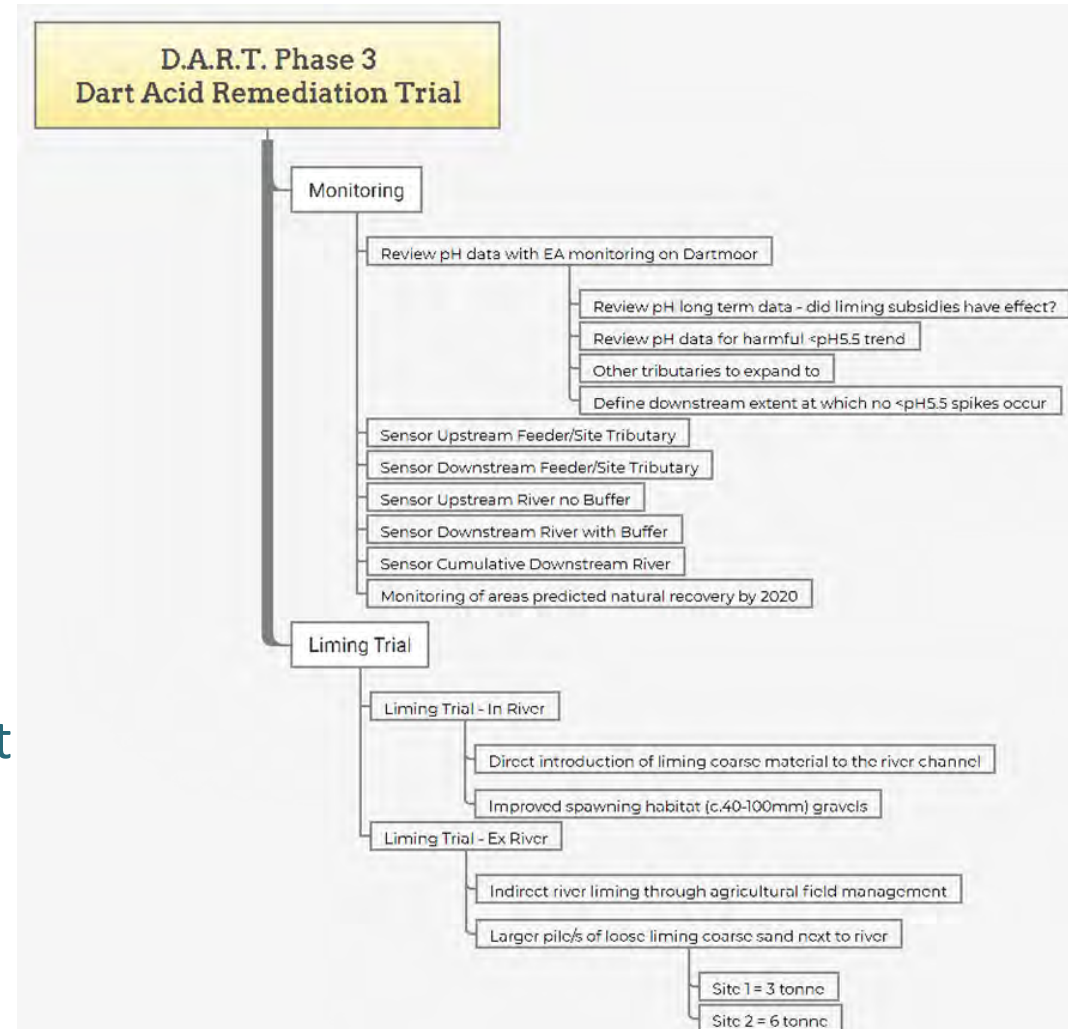 D.A.R.T. Phase 3
Dart Acid Remediation Trial
Monitoring
Review pH data with EA monitoring on Dartmoor
Review pH long term data - did liming subsidies have effect?
Review pH data for harmful <pH5.5 trend
Other tributaries to expand to
Define downstream extent at which no <pH5.5 spikes occur
Sensor Upstream Feeder/Site Tributary
Sensor Downstream Feeder/Site Tributary
Sensor Upstream River no Buffer
Sensor Downstream River with Buffer
Sensor Cumulative Downstream River
Monitoring of areas predicted natural recovery by 2020
Liming Trial
Liming Trial - In River
t
Direct introduction of liming coarse material to the river channel
Improved spawning habitat (c.40-100mm) gravels
Liming Trial - Ex River
Indirect river liming through agricultural field management
Larger pile/s of loose liming coarse sand next to river
Site 1 = 3 tonne
Site 2 = 6 tonne